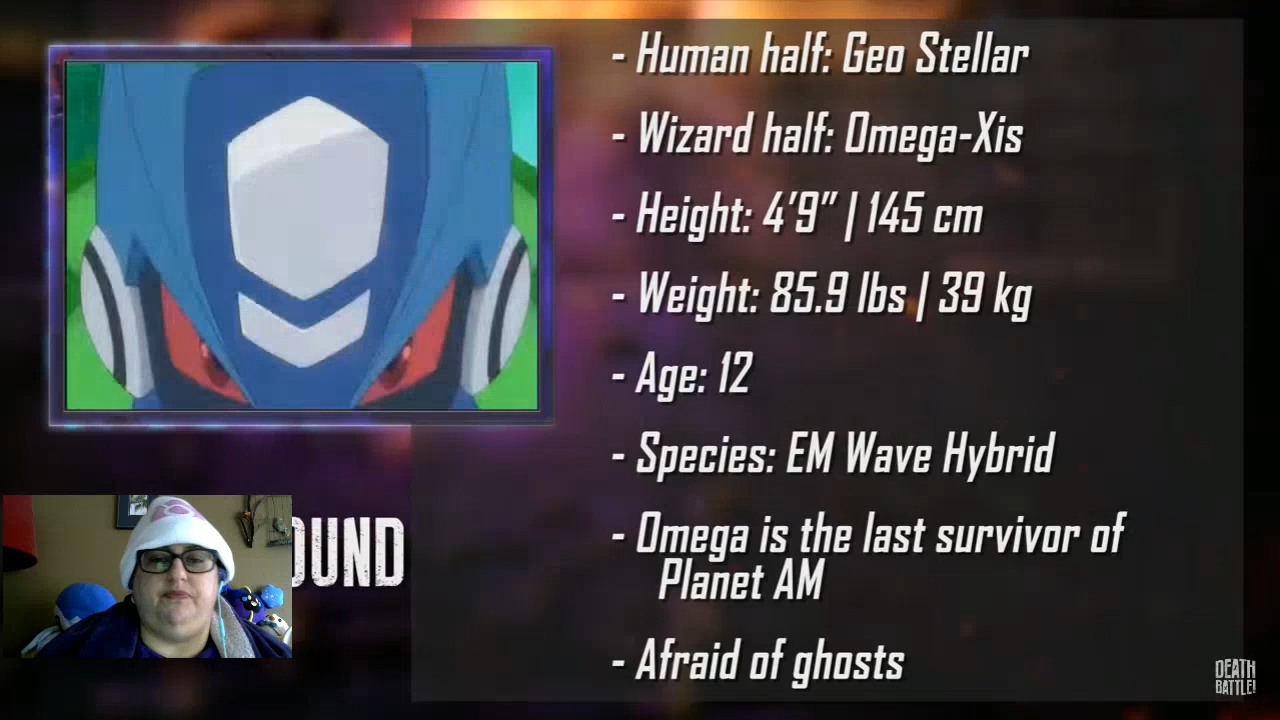 - Human half: Geo Stellar
- Wizard half: Omega-Xis
- Height: 4'9" | 145 cm
- Weight: 85.9 lbs | 39 kg
- Age: 12
- Species: EM Wave Hybrid
- Omega is the last survivor of
Planet AM
- Afraid of ghosts
OUND
DEATH
BATTLE!